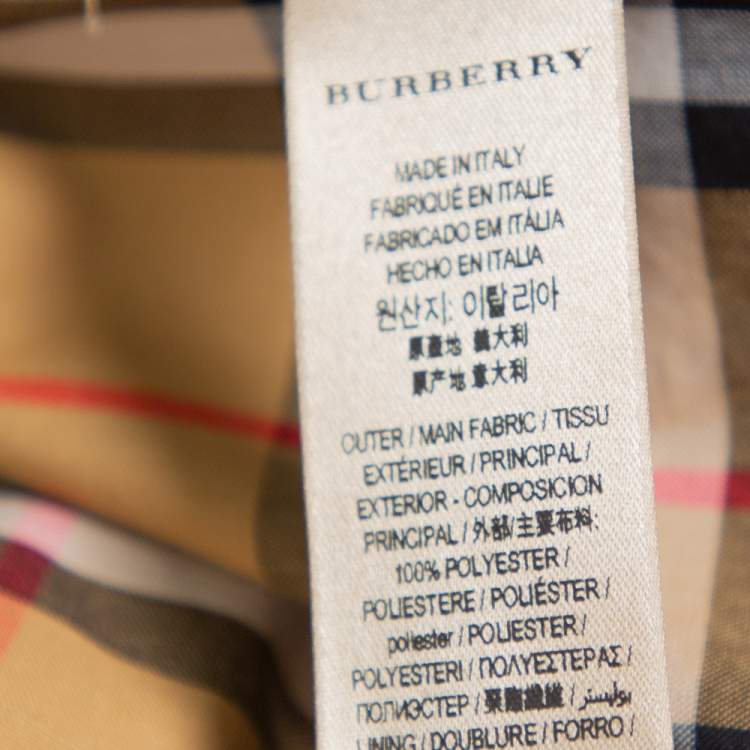 BURBERRY
MADE IN ITALY
FABRIQUÉ EN ITALIE
FABRICADO EM ITÁLIA
HECHO EN ITALIA
원산지: 이탈리아
原產地 義大利
原产地 意大利
OUTER / MAIN FABRIC / TISSU
EXTÉRIEUR / PRINCIPAL /
EXTERIOR - COMPOSICION
PRINCIPAL / 外部/主要布料:
100% POLYESTER /
POLIESTERE / POLIÉSTER /
poliester / POLIESTER /
POLYESTERI / ΠΟΛΥΕΣΤΕΡΑΣ /
ПОЛИЭСТЕР / 聚酯纖維 / بوليستر /
LINING / DOUBLURE / FORRO /